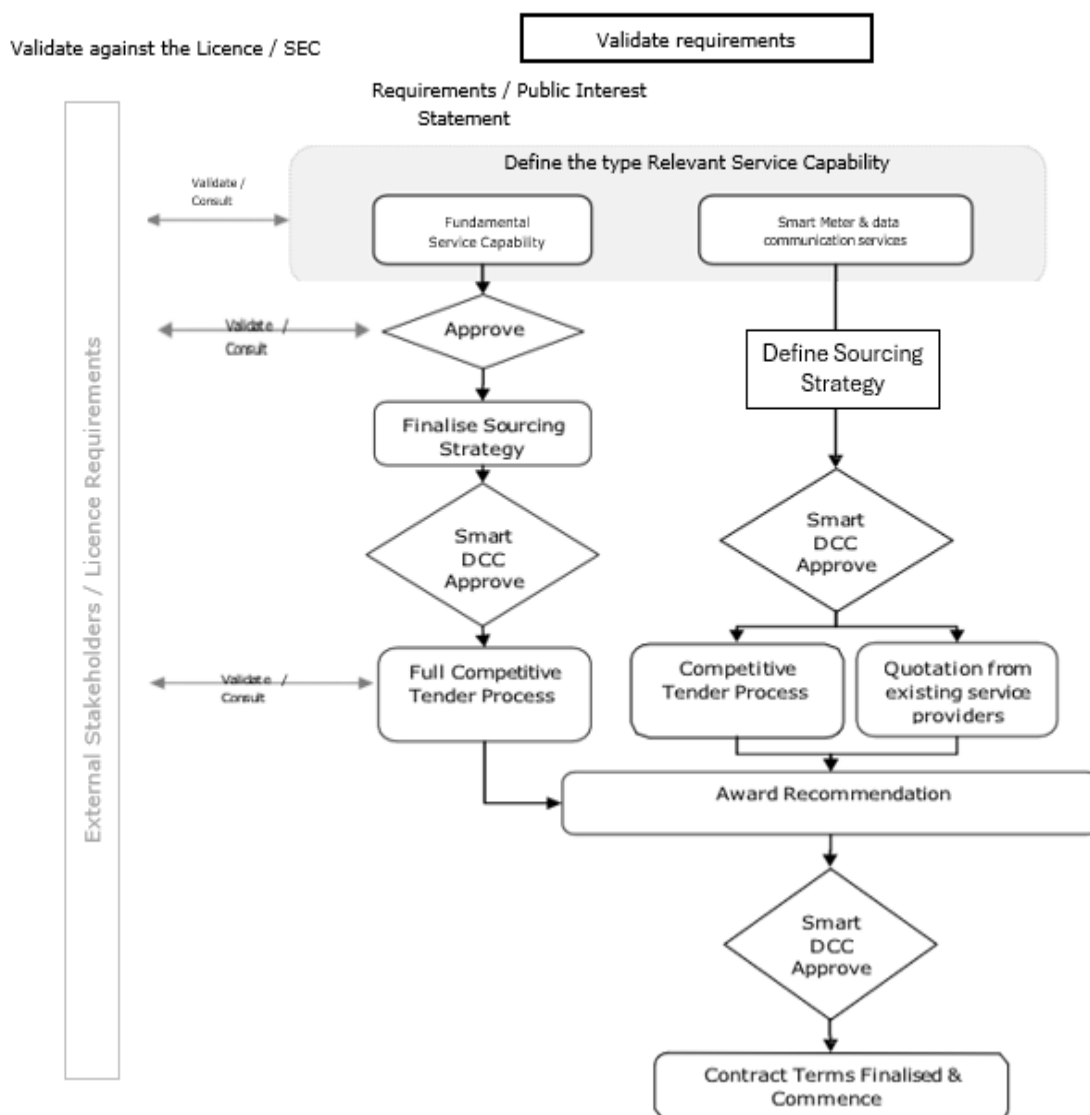 Validate requirements
Validate against the Licence / SEC
Requirements / Public Interest
Statement
Define the type Relevant Service Capability
Validate /
Consult
Fundamental
Service Capability
Smart Meter & data
communication services
Validate /
Consult
Approve
Define Sourcing
Strategy
Finalise Sourcing
Strategy
Smart
DCC
Approve
Smart
DCC
Approve
Validate /
Consult
Full Competitive
Tender Process
Competitive
Tender Process
Quotation from
existing service
providers
Award Recommendation
Smart
DCC
Approve
Contract Terms Finalised &
Commence
External Stakeholders / Licence Requirements